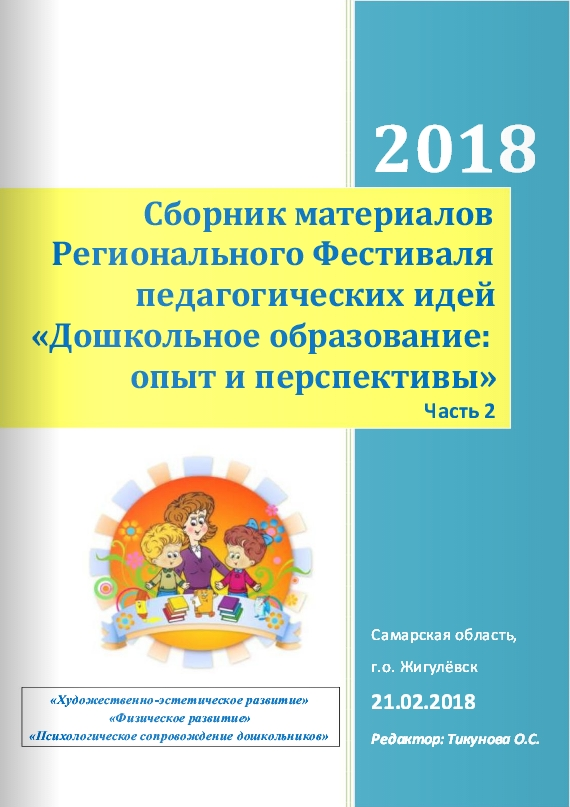 2018
Сборник материалов
Регионального Фестиваля
педагогических идей
«Дошкольное образование:
опыт и перспективы»
Часть 2
Самарская область,
г.о. Жигулёвск
21.02.2018
Редактор: Тикунова О.С.
«Художественно-эстетическое развитие»
«Физическое развитие»
«Психологическое сопровождение дошкольников»